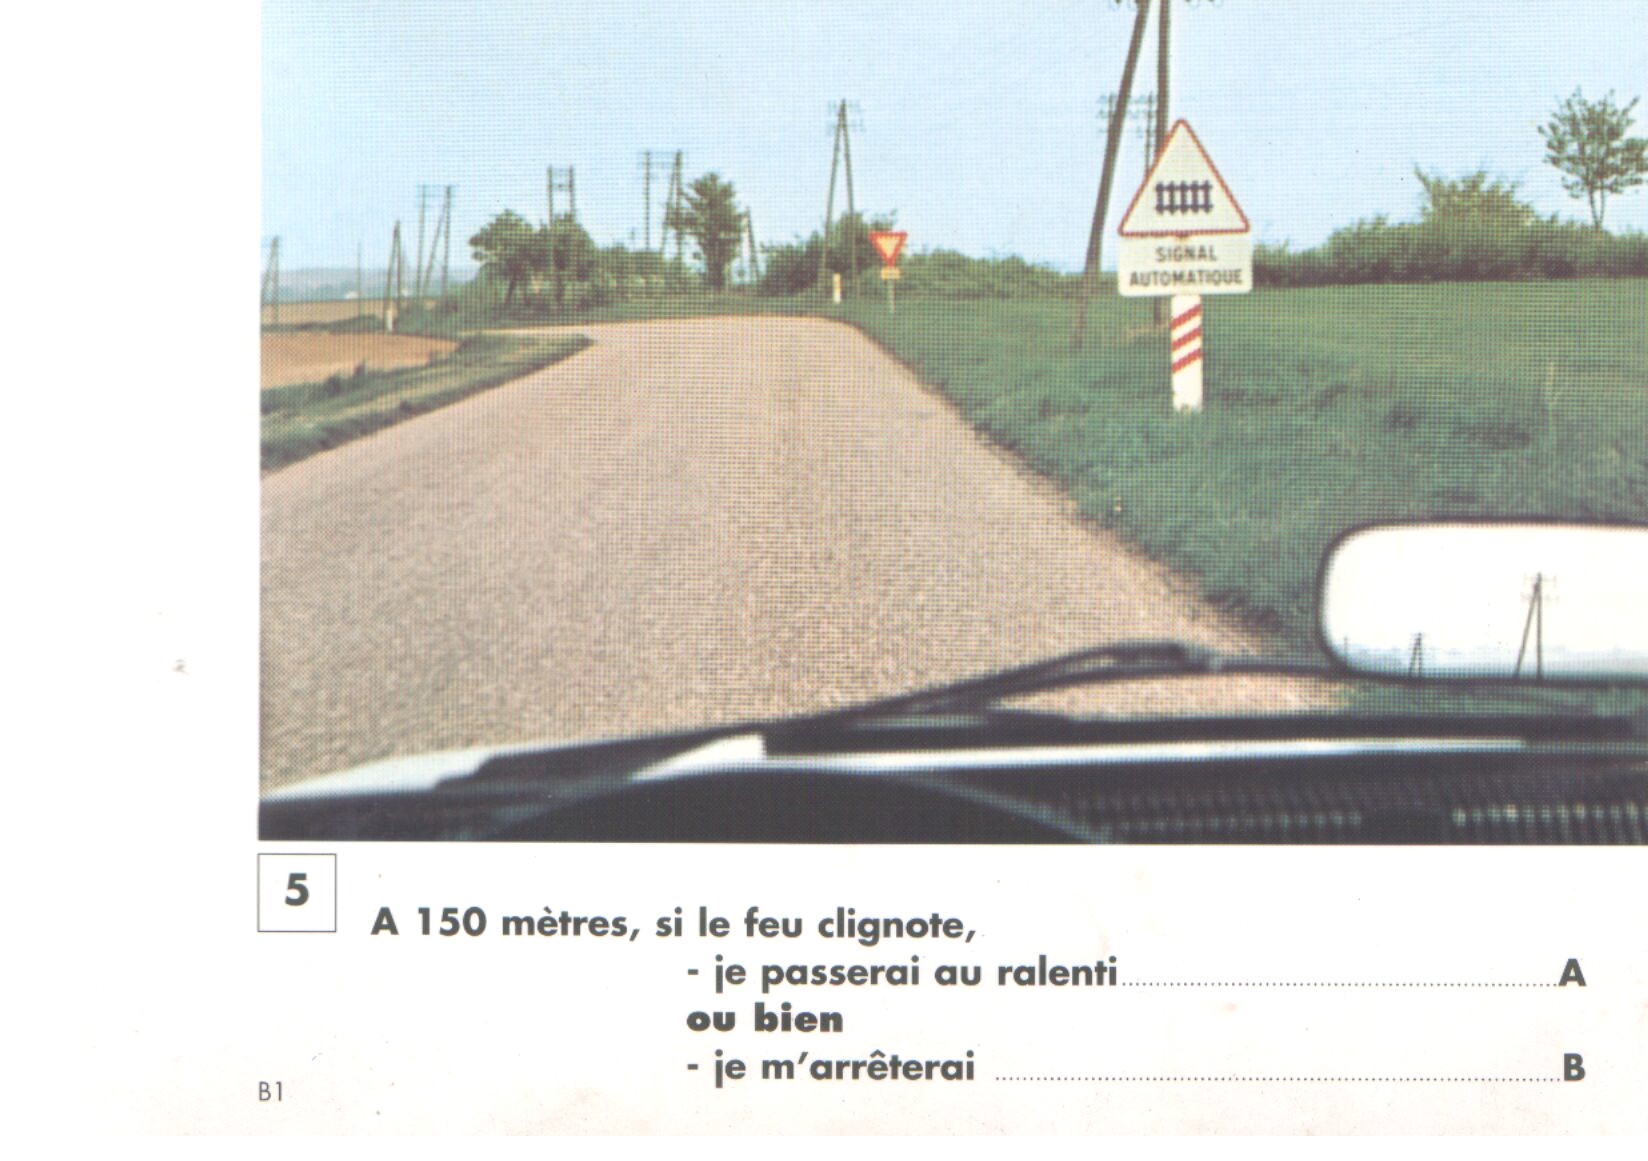 SIGNAL
AUTOMATIQUE
5
A 150 mètres, si le feu clignote,
- je passerai au ralenti..........A
ou bien
- je m'arrêterai ..........B
B1